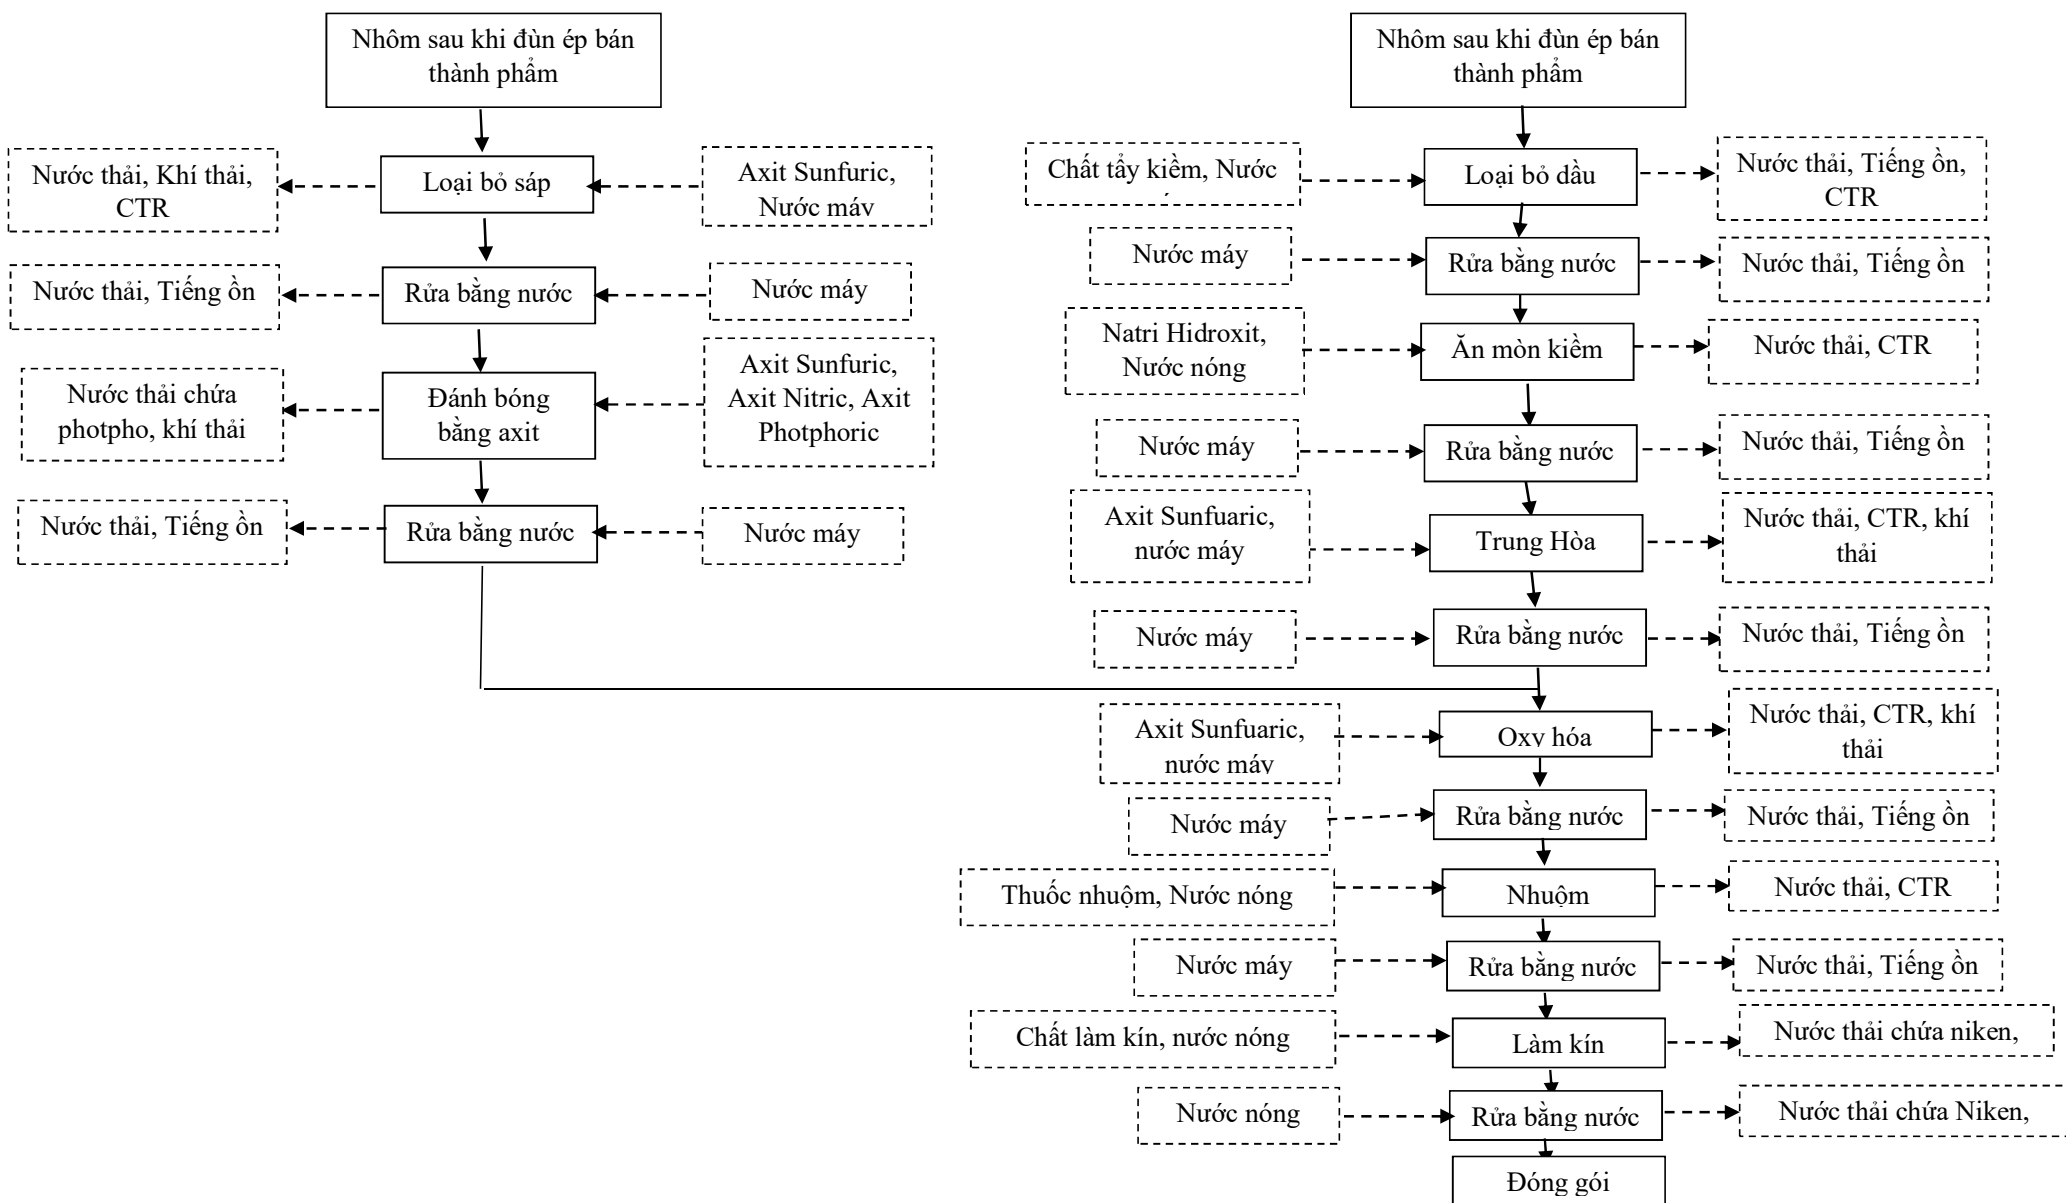 Nhôm sau khi đùn ép bán
thành phẩm
Nước thải, Khí thải,
CTR
Loại bỏ sáp
Axit Sunfuric,
Nước máy
Nước thải, Tiếng ồn
Rửa bằng nước
Nước máy
Nước thải chứa
photpho, khí thải
Đánh bóng
bằng axit
Axit Sunfuric,
Axit Nitric, Axit
Photphoric
Nước thải, Tiếng ồn
Rửa bằng nước
Nước máy
Nhôm sau khi đùn ép bán
thành phẩm
Chất tẩy kiềm, Nước
Loại bỏ dầu
Nước thải, Tiếng ồn,
CTR
Nước máy
Rửa bằng nước
Nước thải, Tiếng ồn
Natri Hidroxit,
Nước nóng
Ăn mòn kiềm
Nước thải, CTR
Nước máy
Rửa bằng nước
Nước thải, Tiếng ồn
Axit Sunfuaric,
nước máy
Trung Hòa
Nước thải, CTR, khí
thải
Nước máy
Rửa bằng nước
Nước thải, Tiếng ồn
Axit Sunfuaric,
nước máy
Oxy hóa
Nước thải, CTR, khí
thải
Nước máy
Rửa bằng nước
Nước thải, Tiếng ồn
Thuốc nhuộm, Nước nóng
Nhuộm
Nước thải, CTR
Nước máy
Rửa bằng nước
Nước thải, Tiếng ồn
Chất làm kín, nước nóng
Làm kín
Nước thải chứa niken,
Nước nóng
Rửa bằng nước
Nước thải chứa Niken,
Đóng gói